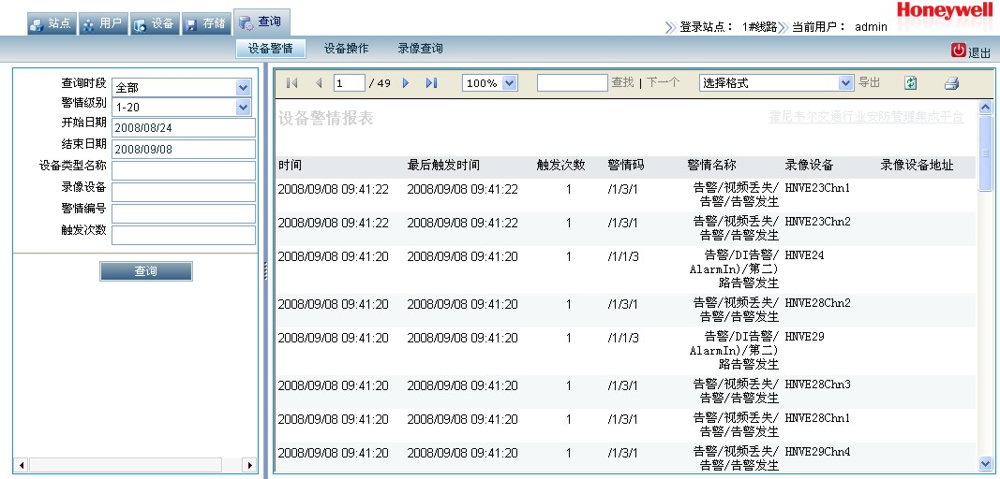 站点 用户 设备 存储 查询
Honeywell
登录站点： 1#线路 当前用户： admin
设备警情 设备操作 录像查询
退出
查询时段 全部
警情级别 1-20
开始日期 2008/08/24
结束日期 2008/09/08
设备类型名称
录像设备
警情编号
触发次数
查询
1 / 49 100% 查找 | 下一个 选择格式 导出
设备警情报表
霍尼韦尔交通行业安防管理集成平台
时间 最后触发时间 触发次数 警情码 警情名称 录像设备 录像设备地址
2008/09/08 09:41:22 2008/09/08 09:41:22 1 /1/3/1 告警/视频丢失/ HNVE23Chn1
告警/告警发生
2008/09/08 09:41:22 2008/09/08 09:41:22 1 /1/3/1 告警/视频丢失/ HNVE23Chn2
告警/告警发生
2008/09/08 09:41:20 2008/09/08 09:41:20 1 /1/1/3 告警/DI告警/ HNVE24
AlarmIn)/第二)
路告警发生
2008/09/08 09:41:20 2008/09/08 09:41:20 1 /1/3/1 告警/视频丢失/ HNVE28Chn2
告警/告警发生
2008/09/08 09:41:20 2008/09/08 09:41:20 1 /1/1/3 告警/DI告警/ HNVE29
AlarmIn)/第二)
路告警发生
2008/09/08 09:41:20 2008/09/08 09:41:20 1 /1/3/1 告警/视频丢失/ HNVE28Chn3
告警/告警发生
2008/09/08 09:41:20 2008/09/08 09:41:20 1 /1/3/1 告警/视频丢失/ HNVE28Chn1
告警/告警发生
2008/09/08 09:41:20 2008/09/08 09:41:20 1 /1/3/1 告警/视频丢失/ HNVE29Chn4
告警/告警发生